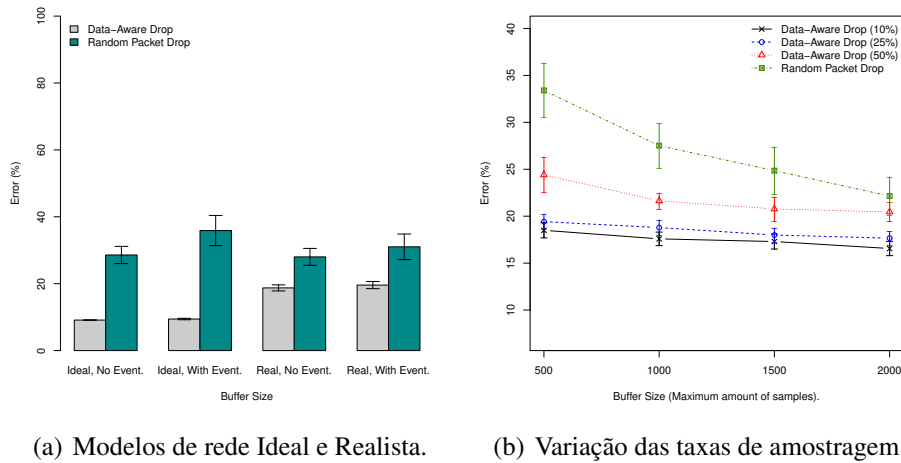 Data−Aware Drop
Random Packet Drop
100
80
60
40
20
0
Error (%)
Ideal, No Event.
Ideal, With Event.
Real, No Event.
Real, With Event.
Buffer Size
(a) Modelos de rede Ideal e Realista.
Data−Aware Drop (10%)
Data−Aware Drop (25%)
Data−Aware Drop (50%)
Random Packet Drop
40
35
30
25
20
15
10
Error (%)
500
1000
1500
2000
Buffer Size (Maximum amount of samples).
(b) Variação das taxas de amostragem